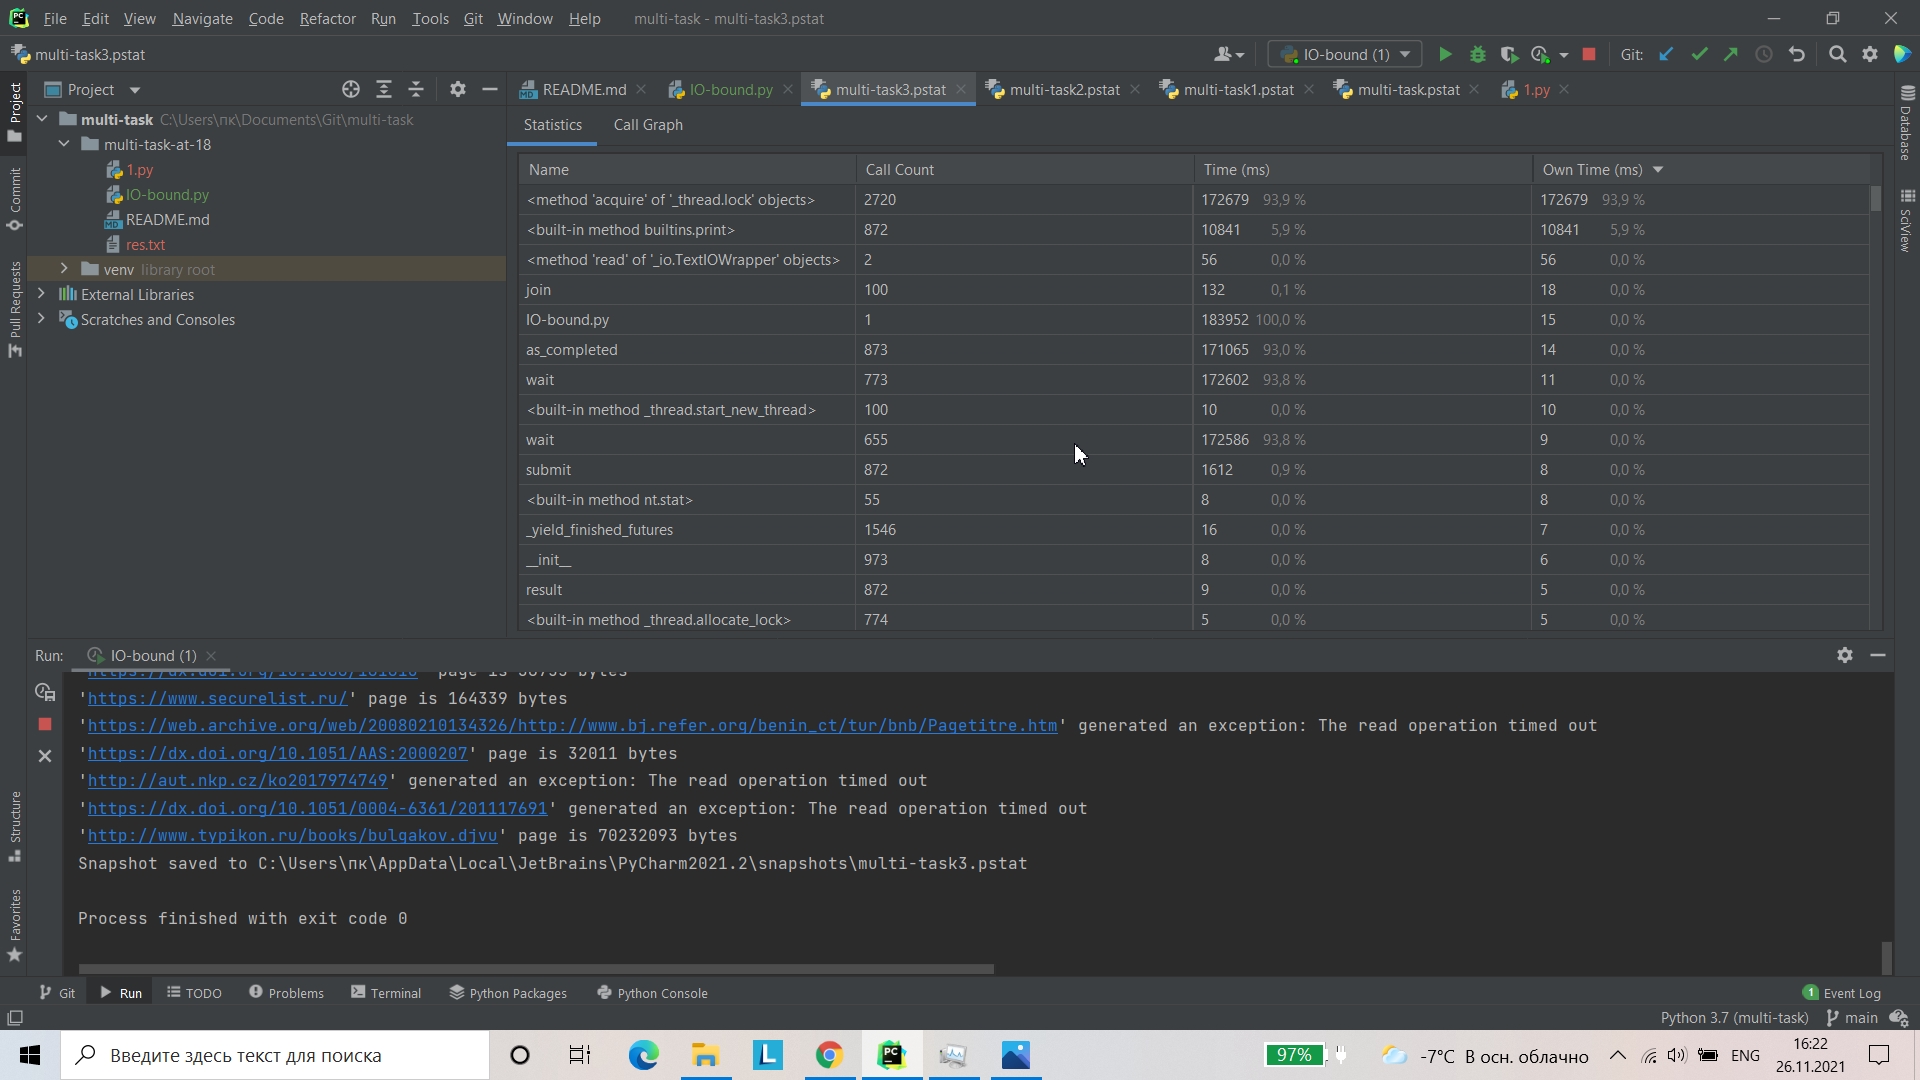 File Edit View Navigate Code Refactor Run Tools Git Window Help multi-task - multi-task3.pstat
multi-task3.pstat IO-bound (1) Git:
Project
README.md IO-bound.py multi-task3.pstat multi-task2.pstat multi-task1.pstat multi-task.pstat 1.py
multi-task C:\Users\пк\Documents\Git\multi-task
multi-task-at-18
1.py
IO-bound.py
README.md
res.txt
venv library root
External Libraries
Scratches and Consoles
Project
Commit
Pull Requests
Structure
Favorites
Database
SciView
Statistics Call Graph
Name Call Count Time (ms) Own Time (ms)
<method 'acquire' of '_thread.lock' objects> 2720 172679 93,9 % 172679 93,9 %
<built-in method builtins.print> 872 10841 5,9 % 10841 5,9 %
<method 'read' of '_io.TextIOWrapper' objects> 2 56 0,0 % 56 0,0 %
join 100 132 0,1 % 18 0,0 %
IO-bound.py 1 183952 100,0 % 15 0,0 %
as_completed 873 171065 93,0 % 14 0,0 %
wait 773 172602 93,8 % 11 0,0 %
<built-in method _thread.start_new_thread> 100 10 0,0 % 10 0,0 %
wait 655 172586 93,8 % 9 0,0 %
submit 872 1612 0,9 % 8 0,0 %
<built-in method nt.stat> 55 8 0,0 % 8 0,0 %
_yield_finished_futures 1546 16 0,0 % 7 0,0 %
__init__ 973 8 0,0 % 6 0,0 %
result 872 9 0,0 % 5 0,0 %
<built-in method _thread.allocate_lock> 774 5 0,0 % 5 0,0 %
Run: IO-bound (1)
'https://www.securelist.ru/' page is 164339 bytes
'https://web.archive.org/web/20080210134326/http://www.bj.refer.org/benin_ct/tur/bnb/Pagetitre.htm' generated an exception: The read operation timed out
'https://dx.doi.org/10.1051/AAS:2000207' page is 32011 bytes
'http://aut.nkp.cz/ko2017974749' generated an exception: The read operation timed out
'https://dx.doi.org/10.1051/0004-6361/201117691' generated an exception: The read operation timed out
'http://www.typikon.ru/books/bulgakov.djvu' page is 70232093 bytes
Snapshot saved to C:\Users\пк\AppData\Local\JetBrains\PyCharm2021.2\snapshots\multi-task3.pstat
Process finished with exit code 0
Git Run TODO Problems Terminal Python Packages Python Console 1 Event Log
Python 3.7 (multi-task) main
Введите здесь текст для поиска
97% -7°C В осн. облачно ENG
16:22
26.11.2021